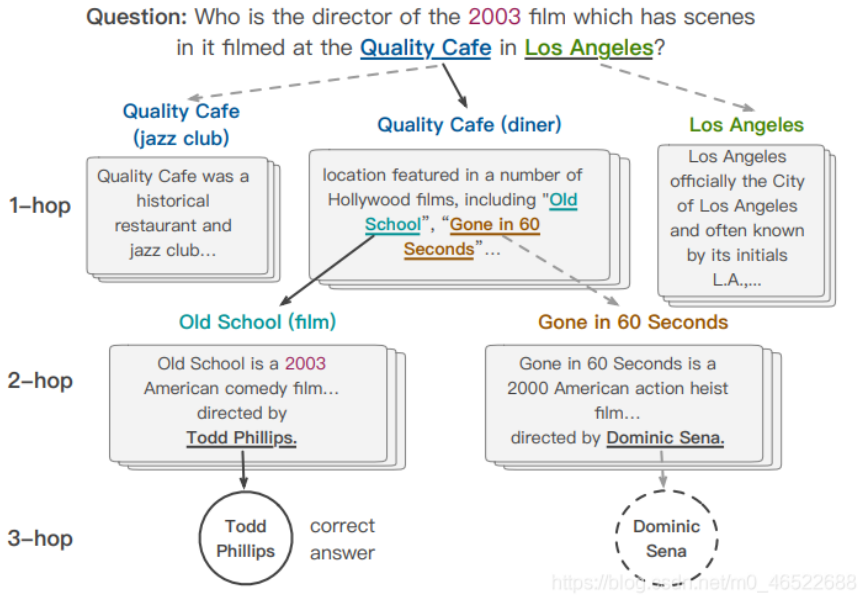 Question: Who is the director of the 2003 film which has scenes
in it filmed at the Quality Cafe in Los Angeles?
Quality Cafe
(jazz club)
Quality Cafe (diner)
Los Angeles
1-hop
Quality Cafe was a
historical
restaurant and
jazz club...
location featured in a number of
Hollywood films, including "Old
School", "Gone in 60
Seconds"...
Los Angeles
officially the City
of Los Angeles
and often known
by its initials
L.A.,...
Old School (film)
Gone in 60 Seconds
2-hop
Old School is a 2003
American comedy film...
directed by
Todd Phillips.
Gone in 60 Seconds is a
2000 American action heist
film...
directed by Dominic Sena.
3-hop
Todd
Phillips
correct
answer
Dominic
Sena
https://blog.csdn.net/m0_46522688